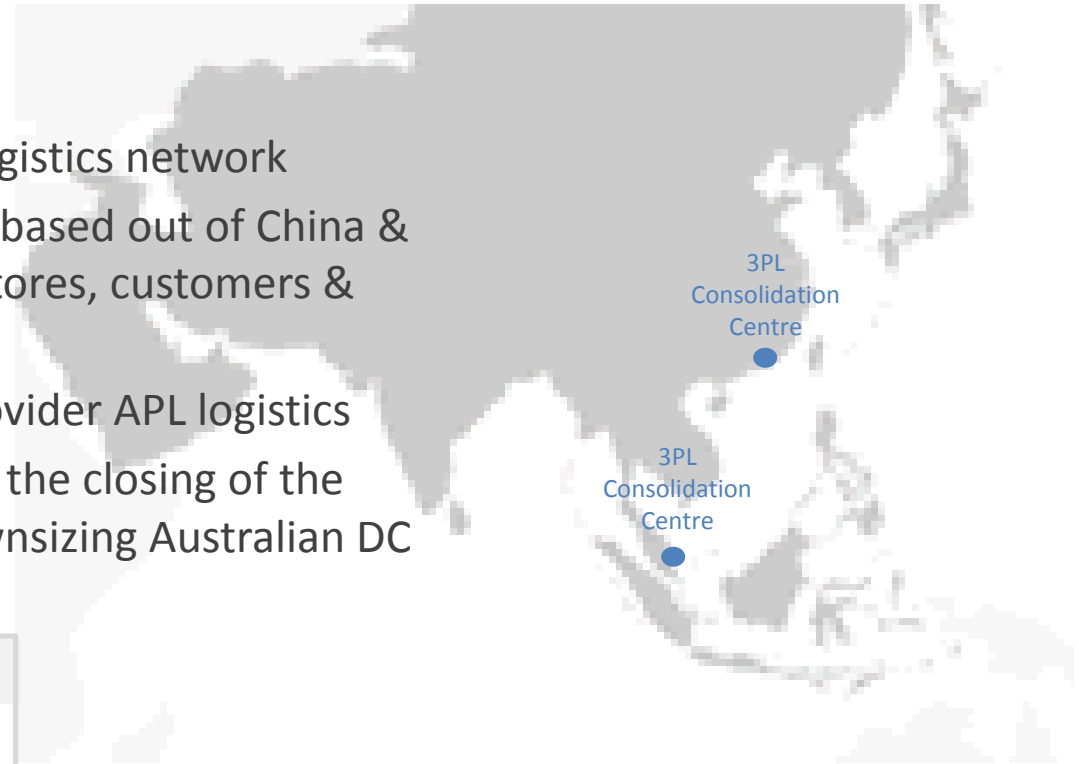 gistics network
based out of China &
tores, customers &
ovider APL logistics
the closing of the
wnsizing Australian DC
3PL
Consolidation
Centre
3PL
Consolidation
Centre